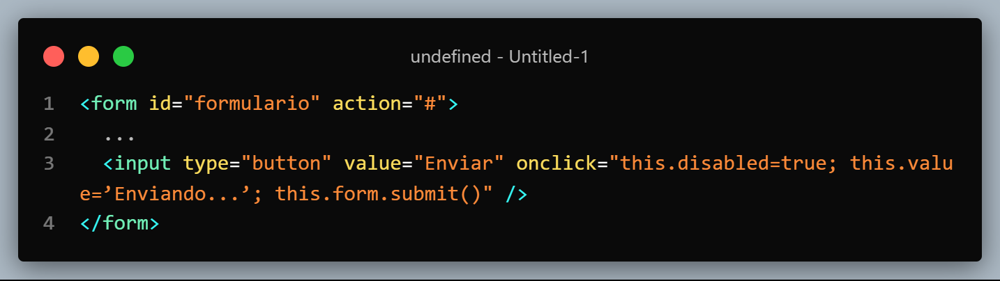 undefined - Untitled-1
1 <form id="formulario" action="#">
2   ...
3   <input type="button" value="Enviar" onclick="this.disabled=true; this.valu
e=’Enviando...’; this.form.submit()" />
4 </form>